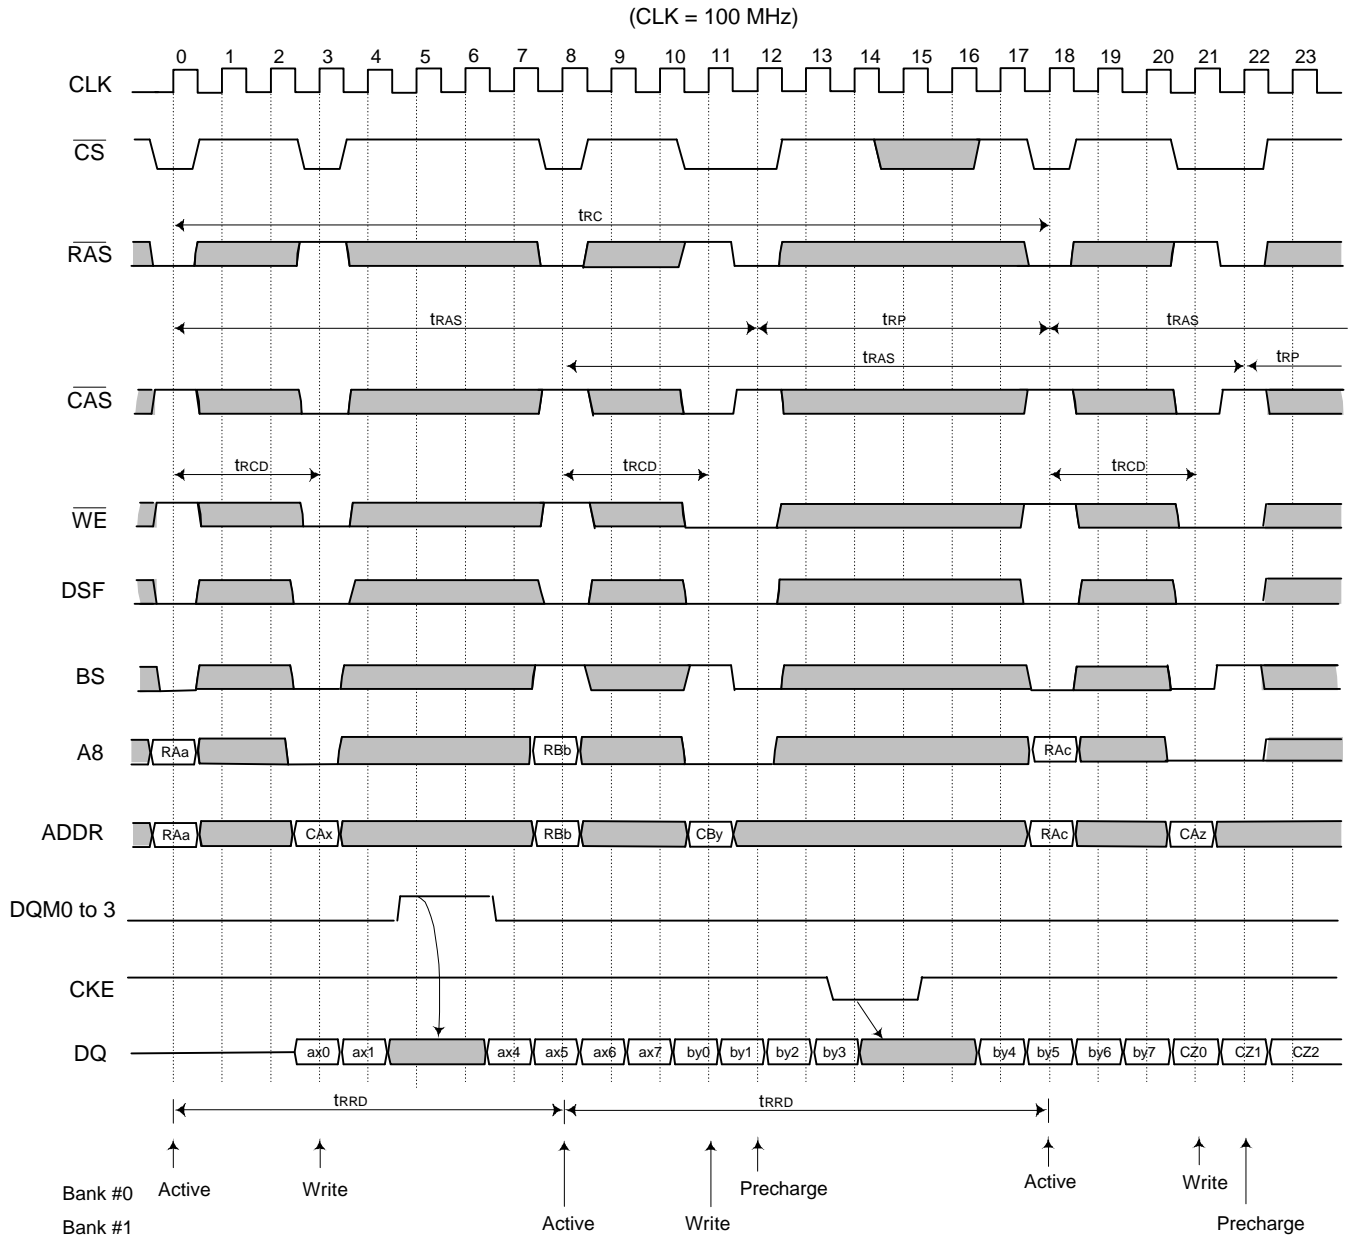 (CLK = 100 MHz)
0 1 2 3 4 5 6 7 8 9 10 11 12 13 14 15 16 17 18 19 20 21 22 23
CLK
CS
tRC
RAS
tRAS tRP tRAS
tRAS tRP
CAS
tRCD tRCD tRCD
WE
DSF
BS
A8 RAa RBb RAc
ADDR RAa CAx RBb CBy RAc CAz
DQM0 to 3
CKE
DQ ax0 ax1 ax4 ax5 ax6 ax7 by0 by1 by2 by3 by4 by5 by6 by7 CZ0 CZ1 CZ2
tRRD tRRD
Bank #0 Active Write Precharge Active Write
Bank #1 Active Write Precharge